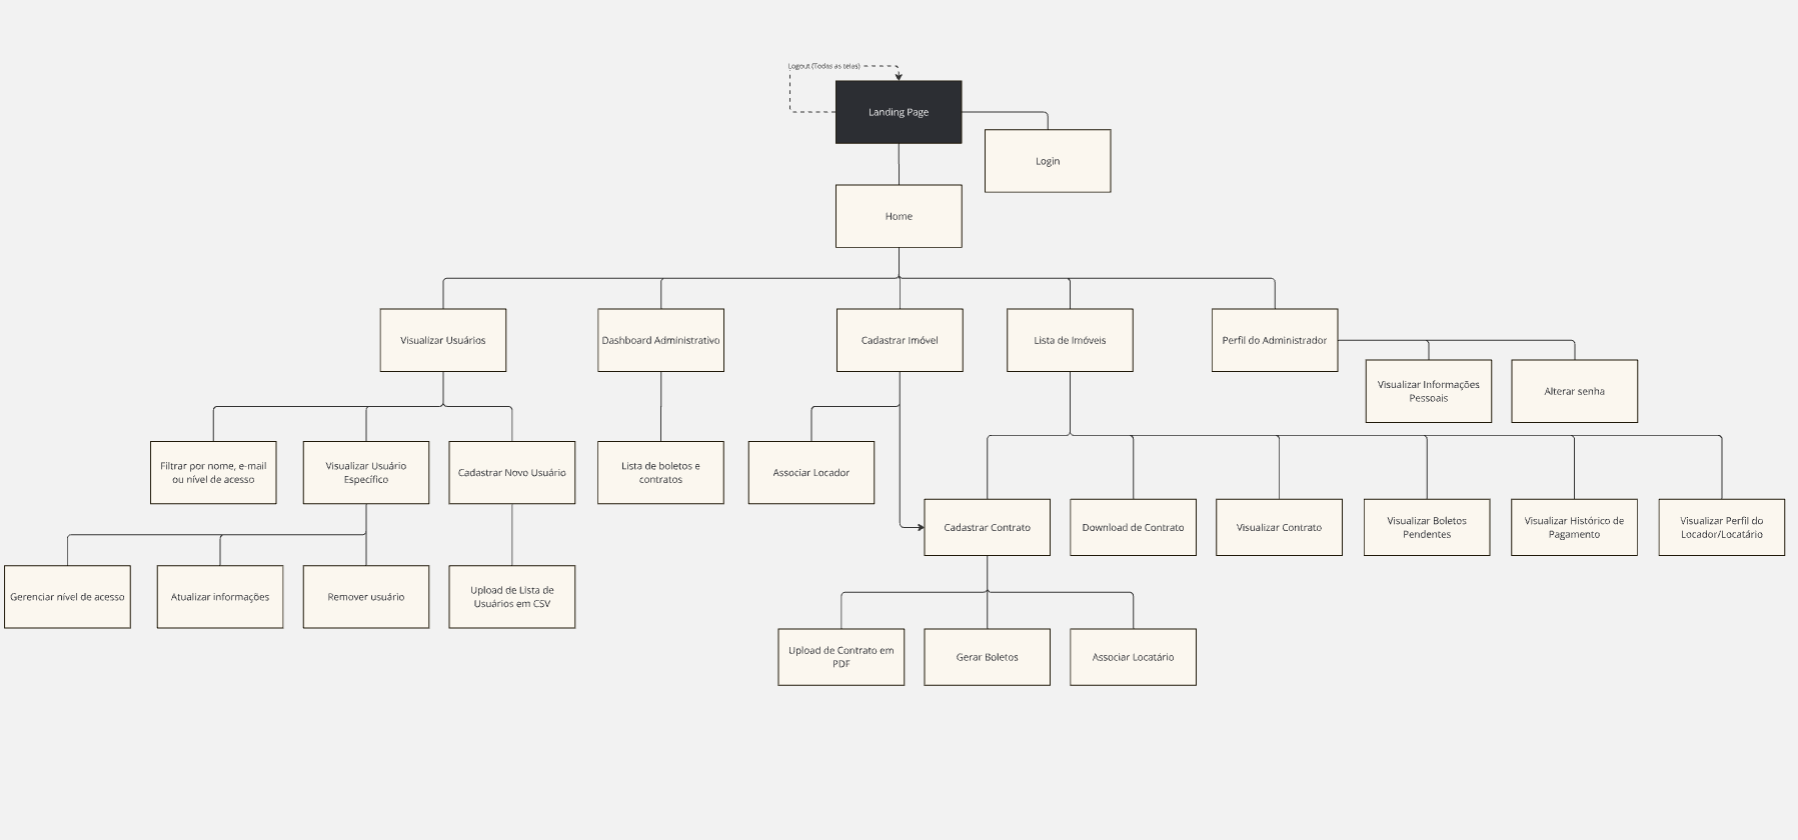 Logout (Todas as telas)
Landing Page
Login
Home
Visualizar Usuários
Dashboard Administrativo
Cadastrar Imóvel
Lista de Imóveis
Perfil do Administrador
Visualizar Informações
Pessoais
Alterar senha
Filtrar por nome, e-mail
ou nível de acesso
Visualizar Usuário
Específico
Cadastrar Novo Usuário
Lista de boletos e
contratos
Associar Locador
Cadastrar Contrato
Download de Contrato
Visualizar Contrato
Visualizar Boletos
Pendentes
Visualizar Histórico de
Pagamento
Visualizar Perfil do
Locador/Locatário
Gerenciar nível de acesso
Atualizar informações
Remover usuário
Upload de Lista de
Usuários em CSV
Upload de Contrato em
PDF
Gerar Boletos
Associar Locatário